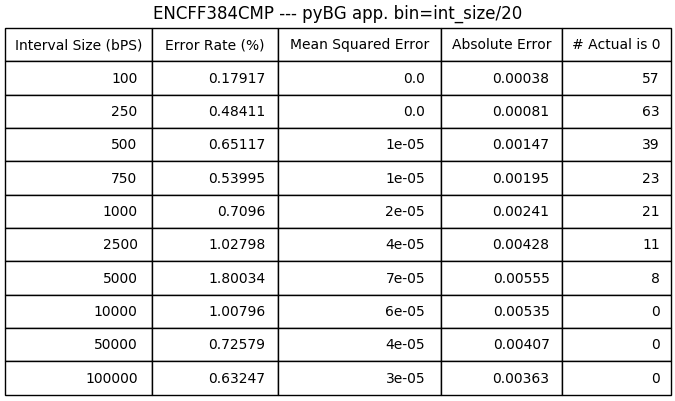 ENCFF384CMP --- pyBG app. bin=int_size/20
Interval Size (bPS) Error Rate (%) Mean Squared Error Absolute Error # Actual is 0
100 0.17917 0.0 0.00038 57
250 0.48411 0.0 0.00081 63
500 0.65117 1e-05 0.00147 39
750 0.53995 1e-05 0.00195 23
1000 0.7096 2e-05 0.00241 21
2500 1.02798 4e-05 0.00428 11
5000 1.80034 7e-05 0.00555 8
10000 1.00796 6e-05 0.00535 0
50000 0.72579 4e-05 0.00407 0
100000 0.63247 3e-05 0.00363 0